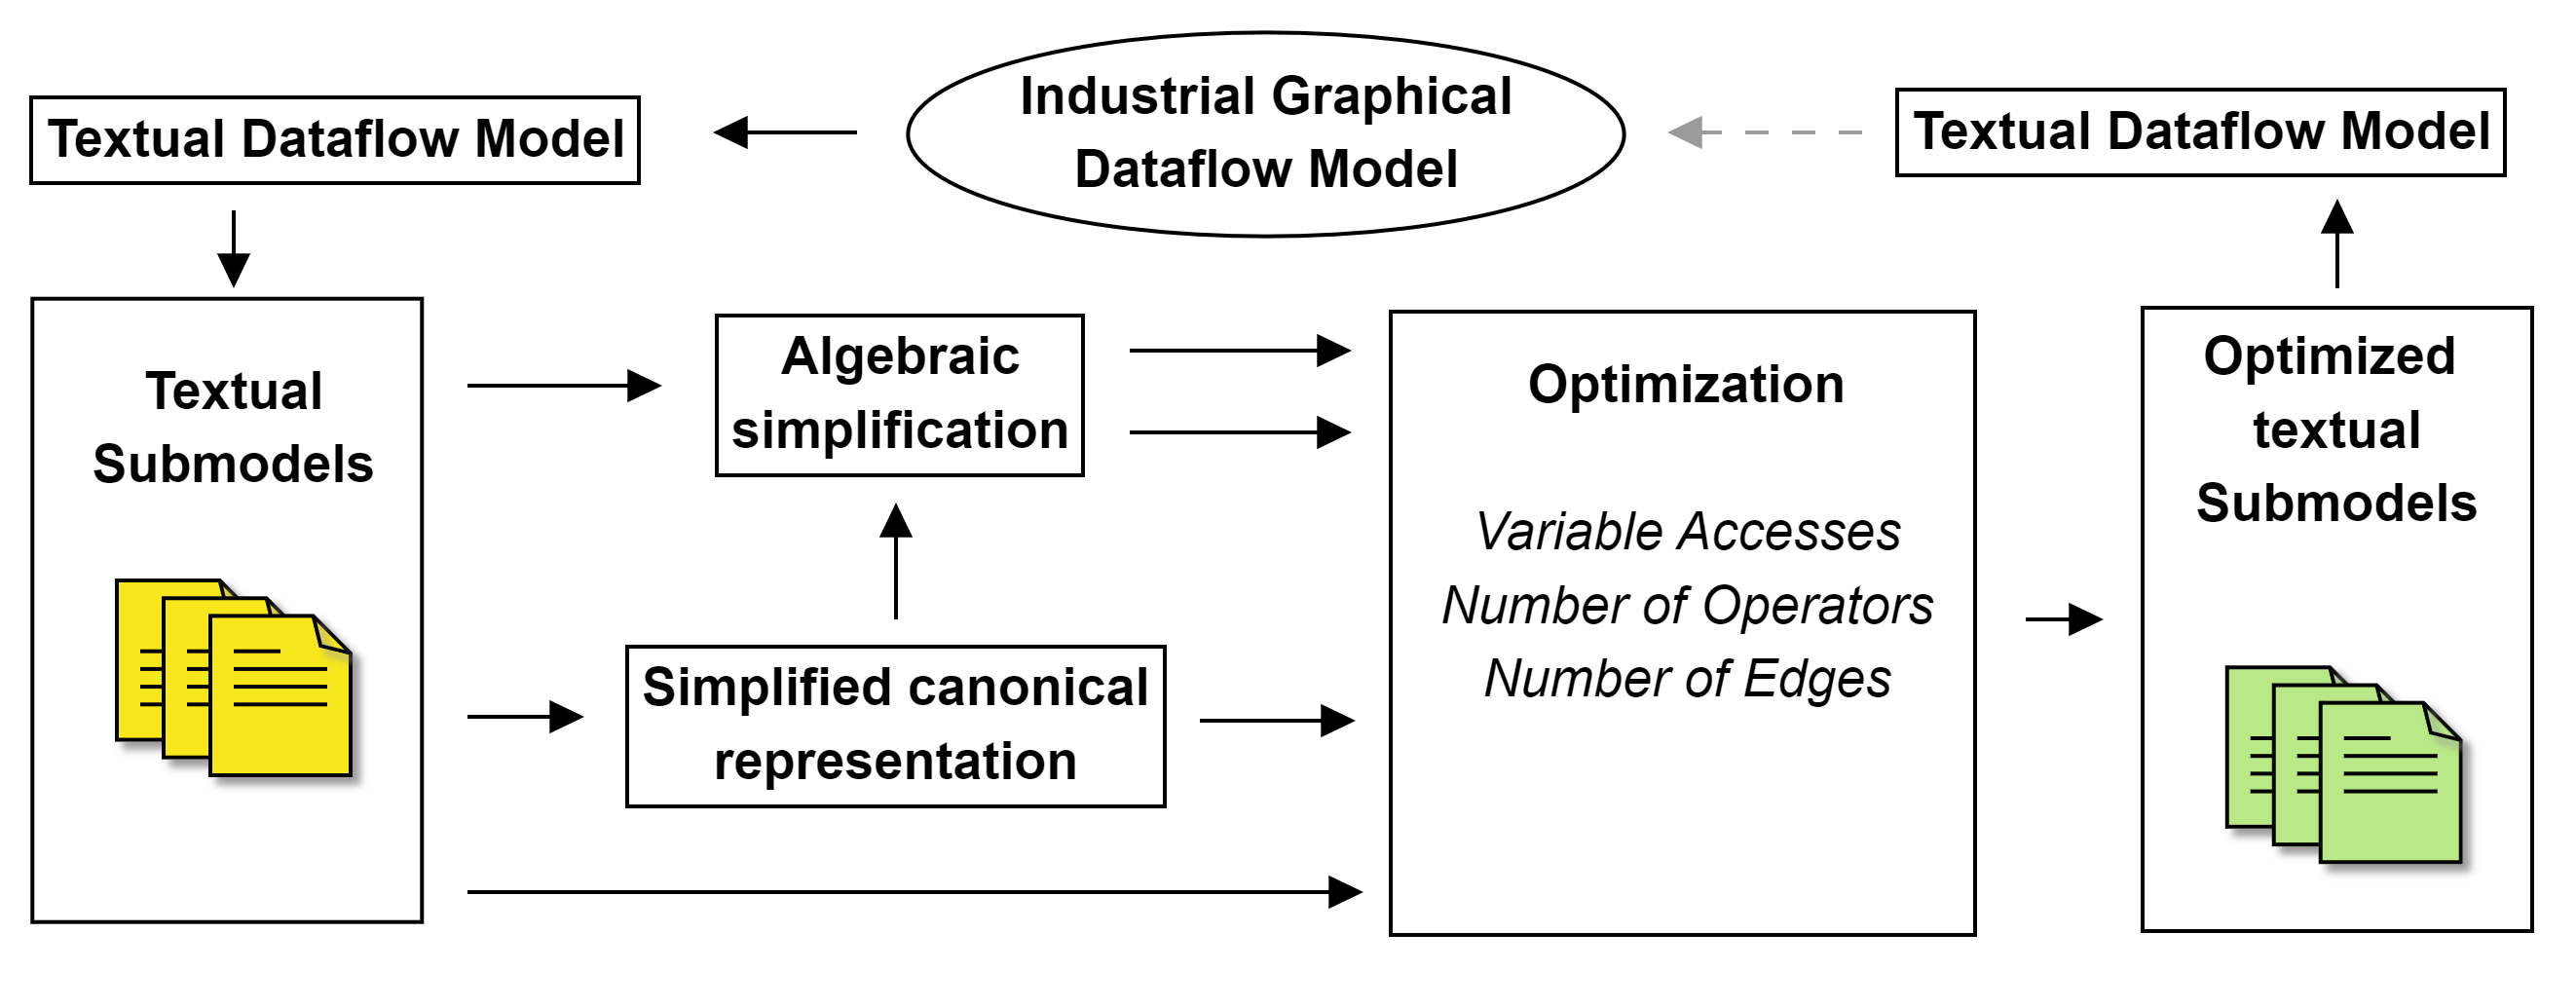 Industrial Graphical
Dataflow Model
Textual Dataflow Model
Textual Dataflow Model
Textual
Submodels
Algebraic
simplification
Simplified canonical
representation
Optimization
Variable Accesses
Number of Operators
Number of Edges
Optimized
textual
Submodels